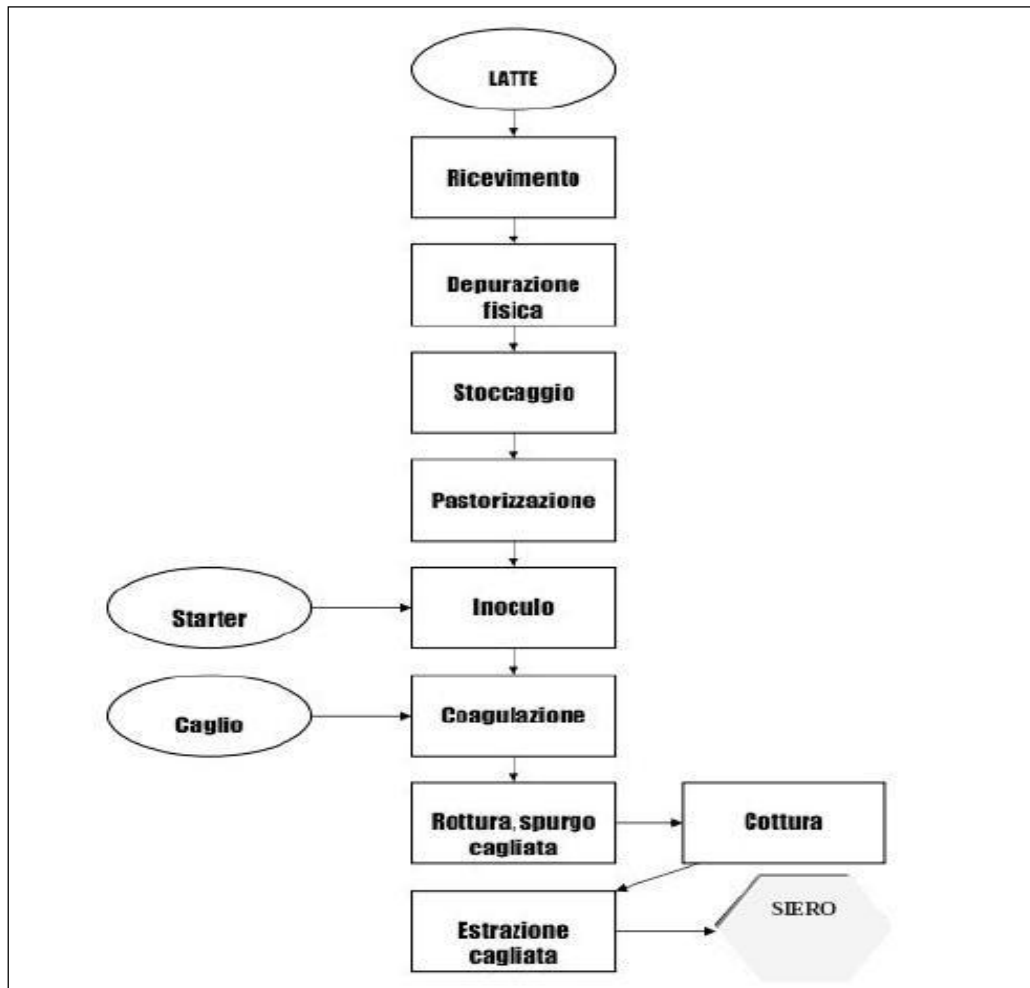 LATTE
Ricevimento
Depurazione
fisica
Stoccaggio
Pastorizzazione
Starter
Inoculo
Caglio
Coagulazione
Rottura, spurgo
cagliata
Cottura
Estrazione
cagliata
SIERO